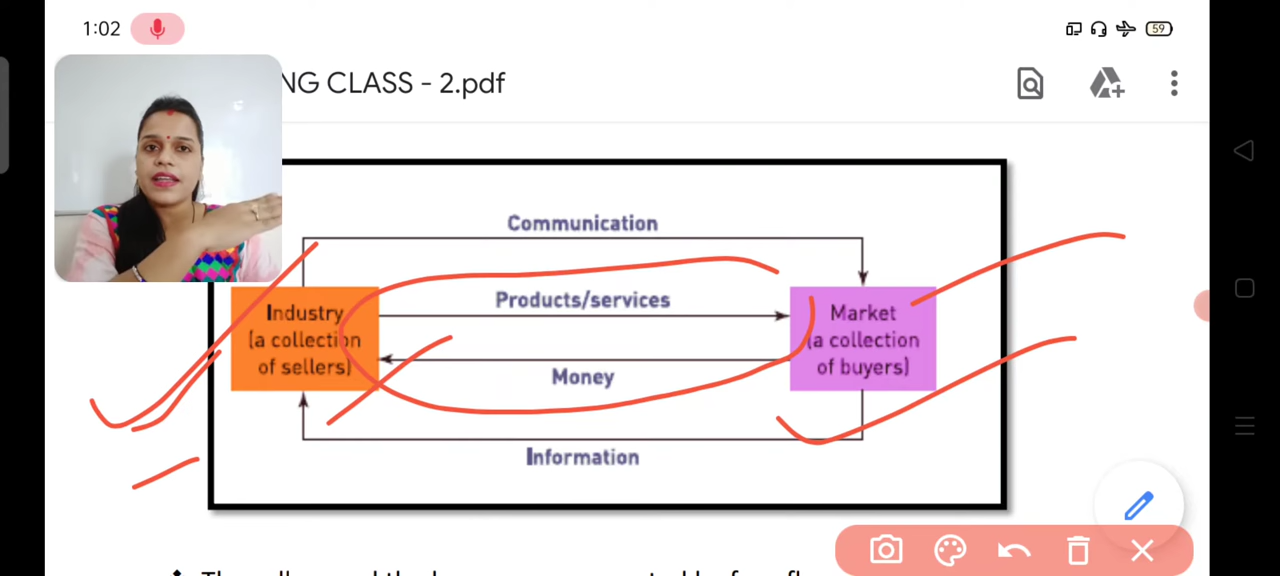 1:02
59
NG CLASS - 2.pdf
Communication
Products/services
Industry
(a collection
of sellers)
Market
(a collection
of buyers)
Money
Information